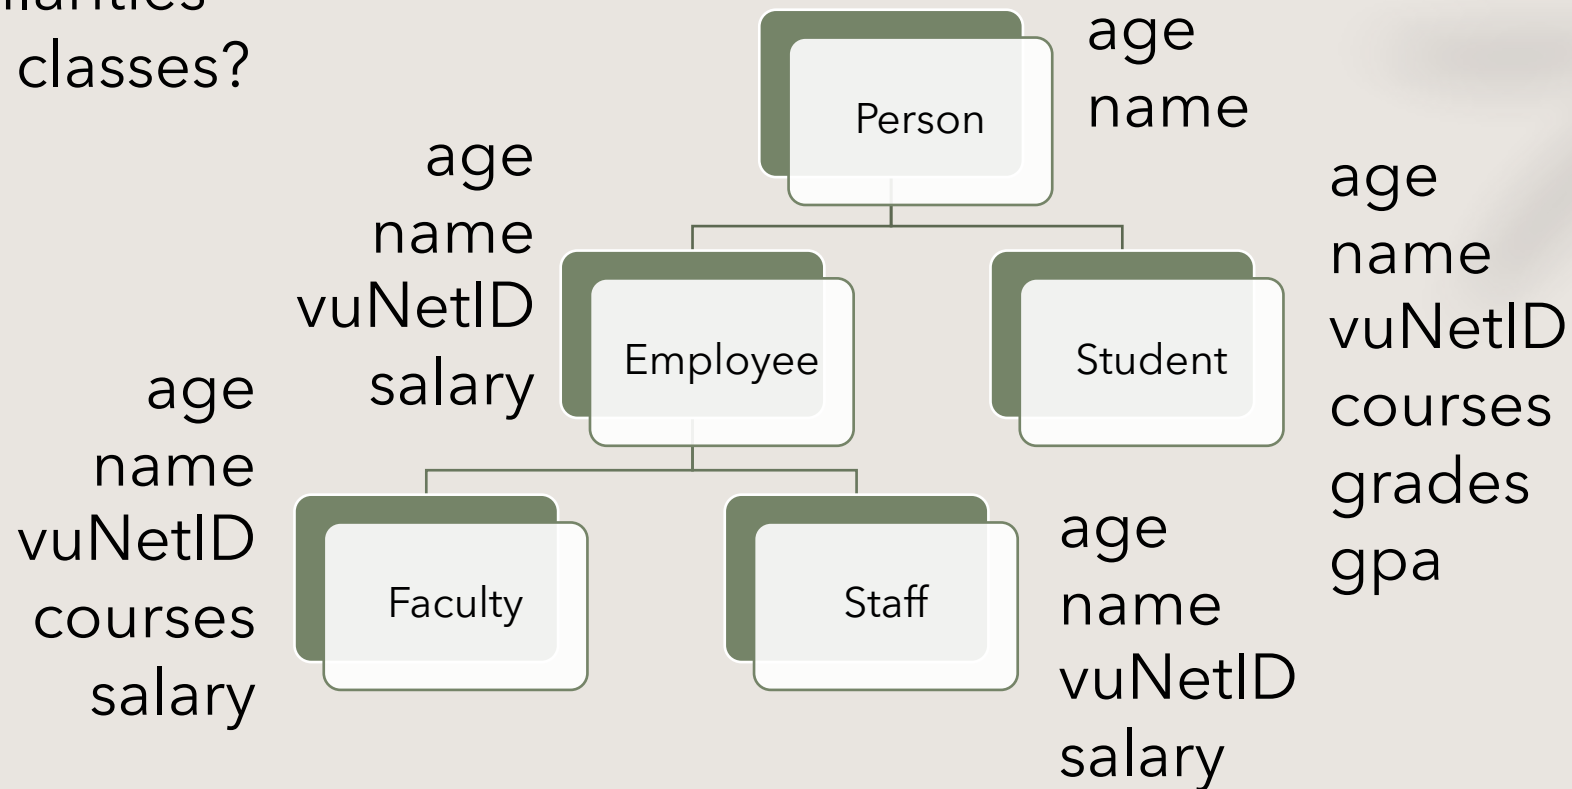 classes?
Person
age
name
age
name
vuNetID
salary
Employee
Student
age
name
vuNetID
courses
grades
gpa
age
name
vuNetID
courses
salary
Faculty
Staff
age
name
vuNetID
salary